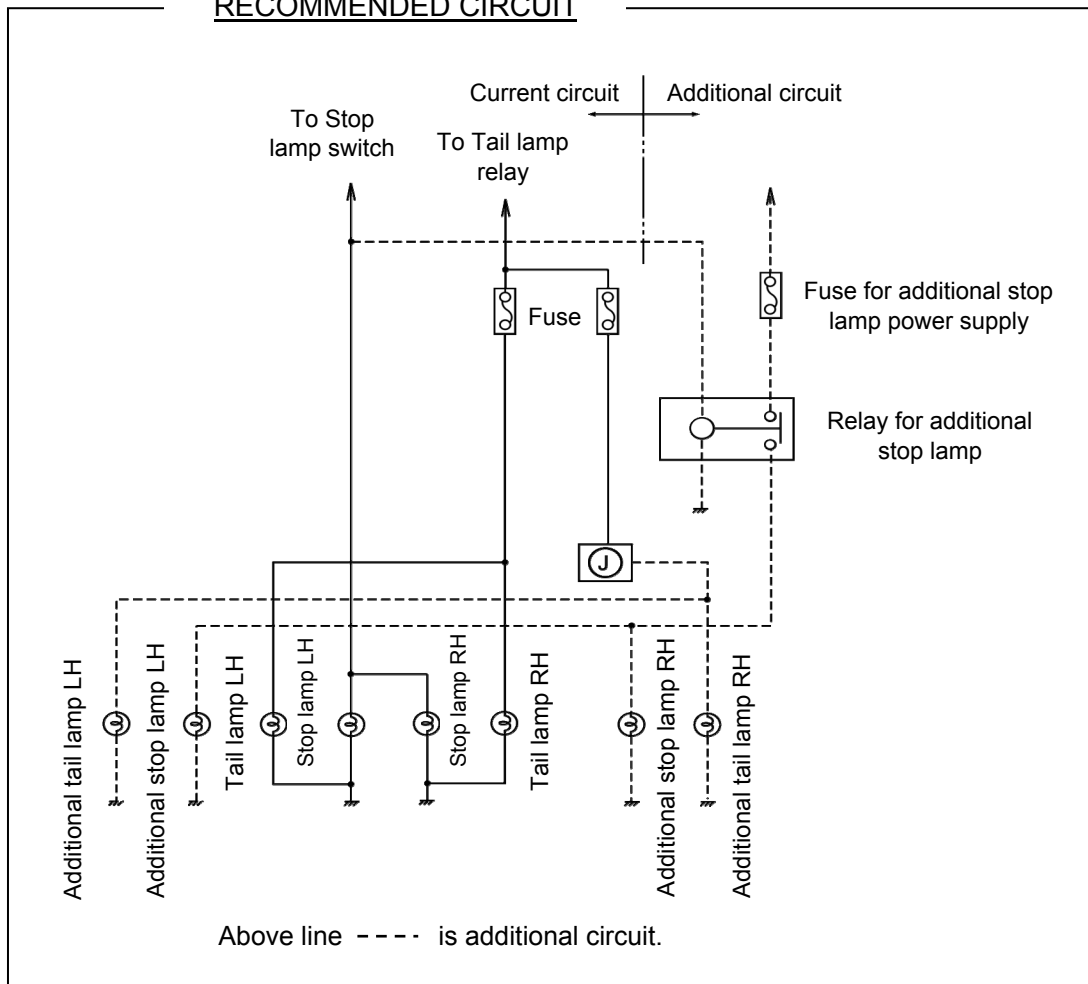 RECOMMENDED CIRCUIT
Current circuit
Additional circuit
To Stop
lamp switch
To Tail lamp
relay
Fuse
Fuse for additional stop
lamp power supply
Relay for additional
stop lamp
J
Additional tail lamp LH
Additional stop lamp LH
Tail lamp LH
Stop lamp LH
Stop lamp RH
Tail lamp RH
Additional stop lamp RH
Additional tail lamp RH
Above line ---- is additional circuit.